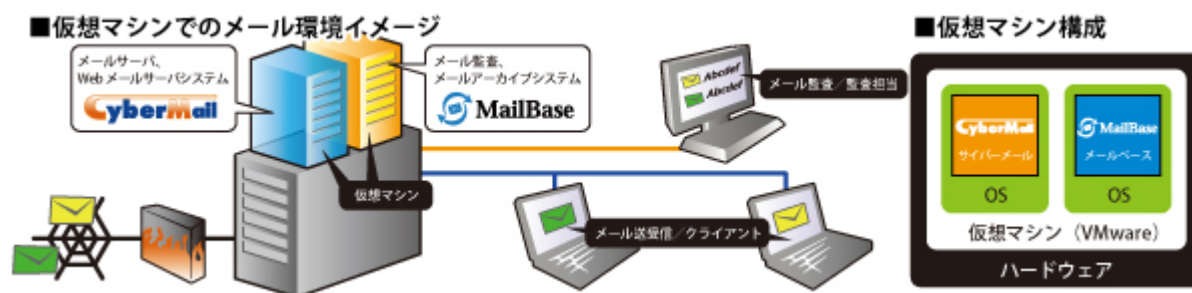 ■仮想マシンでのメール環境イメージ
メールサーバ、
Webメールサーバシステム
CyberMail
メール監査、
メールアーカイブシステム
MailBase
仮想マシン
Abcdef
Abcdef
メール監査／監査担当
メール送受信／クライアント
■仮想マシン構成
CyberMail
サイバーメール
OS
MailBase
メールベース
OS
仮想マシン（VMware）
ハードウェア